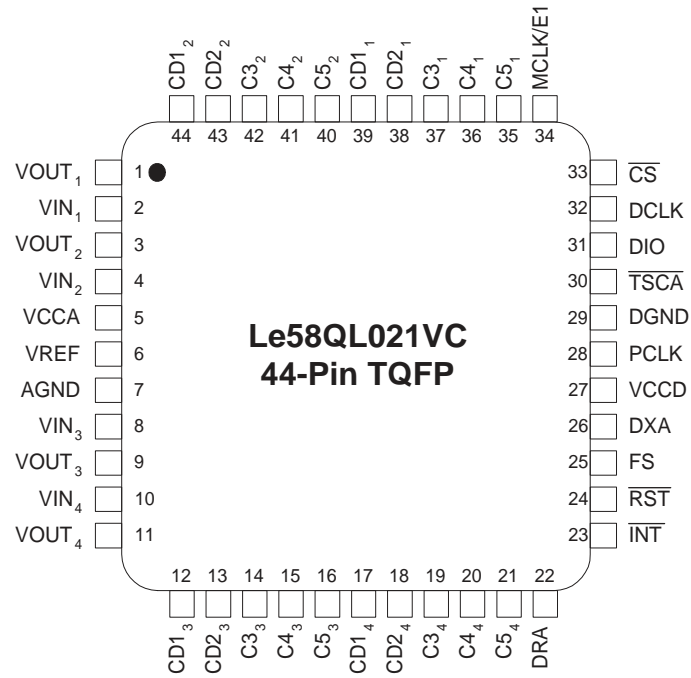 CD1₂
CD2₂
C3₂
C4₂
C5₂
CD1₁
CD2₁
C3₁
C4₁
C5₁
MCLK/E1
44 43 42 41 40 39 38 37 36 35 34
VOUT₁ 1
VIN₁ 2
VOUT₂ 3
VIN₂ 4
VCCA 5
VREF 6
AGND 7
VIN₃ 8
VOUT₃ 9
VIN₄ 10
VOUT₄ 11
Le58QL021VC
44-Pin TQFP
33 C̅S̅
32 DCLK
31 DIO
30 T̅S̅C̅A̅
29 DGND
28 PCLK
27 VCCD
26 DXA
25 FS
24 R̅S̅T̅
23 I̅N̅T̅
12 13 14 15 16 17 18 19 20 21 22
CD1₃
CD2₃
C3₃
C4₃
C5₃
CD1₄
CD2₄
C3₄
C4₄
C5₄
DRA